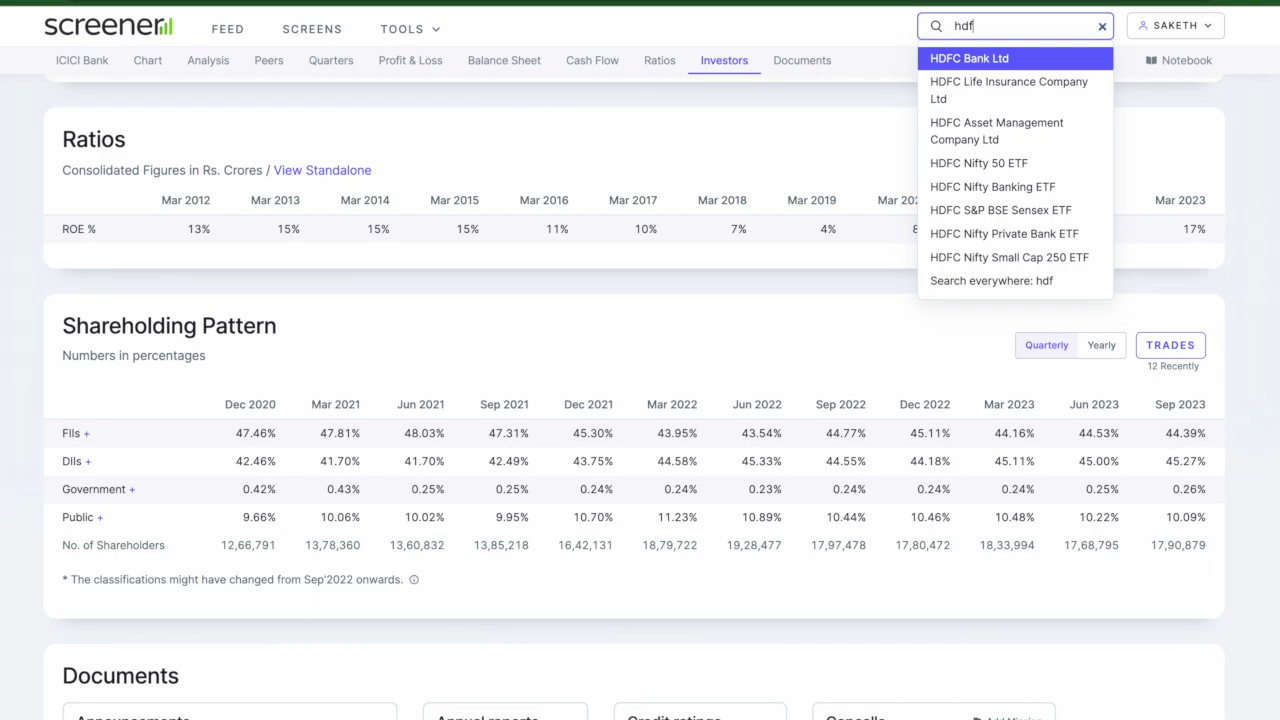 screener
FEED
SCREENS
TOOLS
hdf
SAKETH
ICICI Bank
Chart
Analysis
Peers
Quarters
Profit & Loss
Balance Sheet
Cash Flow
Ratios
Investors
Documents
Notebook
HDFC Bank Ltd
HDFC Life Insurance Company
Ltd
HDFC Asset Management
Company Ltd
HDFC Nifty 50 ETF
HDFC Nifty Banking ETF
HDFC S&P BSE Sensex ETF
HDFC Nifty Private Bank ETF
HDFC Nifty Small Cap 250 ETF
Search everywhere: hdf
Ratios
Consolidated Figures in Rs. Crores / View Standalone
Mar 2012 Mar 2013 Mar 2014 Mar 2015 Mar 2016 Mar 2017 Mar 2018 Mar 2019 Mar 2023
ROE % 13% 15% 15% 15% 11% 10% 7% 4% 17%
Shareholding Pattern
Numbers in percentages
Quarterly Yearly
TRADES
12 Recently
Dec 2020 Mar 2021 Jun 2021 Sep 2021 Dec 2021 Mar 2022 Jun 2022 Sep 2022 Dec 2022 Mar 2023 Jun 2023 Sep 2023
FIIs + 47.46% 47.81% 48.03% 47.31% 45.30% 43.95% 43.54% 44.77% 45.11% 44.16% 44.53% 44.39%
DIIs + 42.46% 41.70% 41.70% 42.49% 43.75% 44.58% 45.33% 44.55% 44.18% 45.11% 45.00% 45.27%
Government + 0.42% 0.43% 0.25% 0.25% 0.24% 0.24% 0.23% 0.24% 0.24% 0.24% 0.25% 0.26%
Public + 9.66% 10.06% 10.02% 9.95% 10.70% 11.23% 10.89% 10.44% 10.46% 10.48% 10.22% 10.09%
No. of Shareholders 12,66,791 13,78,360 13,60,832 13,85,218 16,42,131 18,79,722 19,28,477 17,97,478 17,80,472 18,33,994 17,68,795 17,90,879
* The classifications might have changed from Sep'2022 onwards.
Documents
Announcements
Annual reports
Credit ratings
Concalls
Add Missing